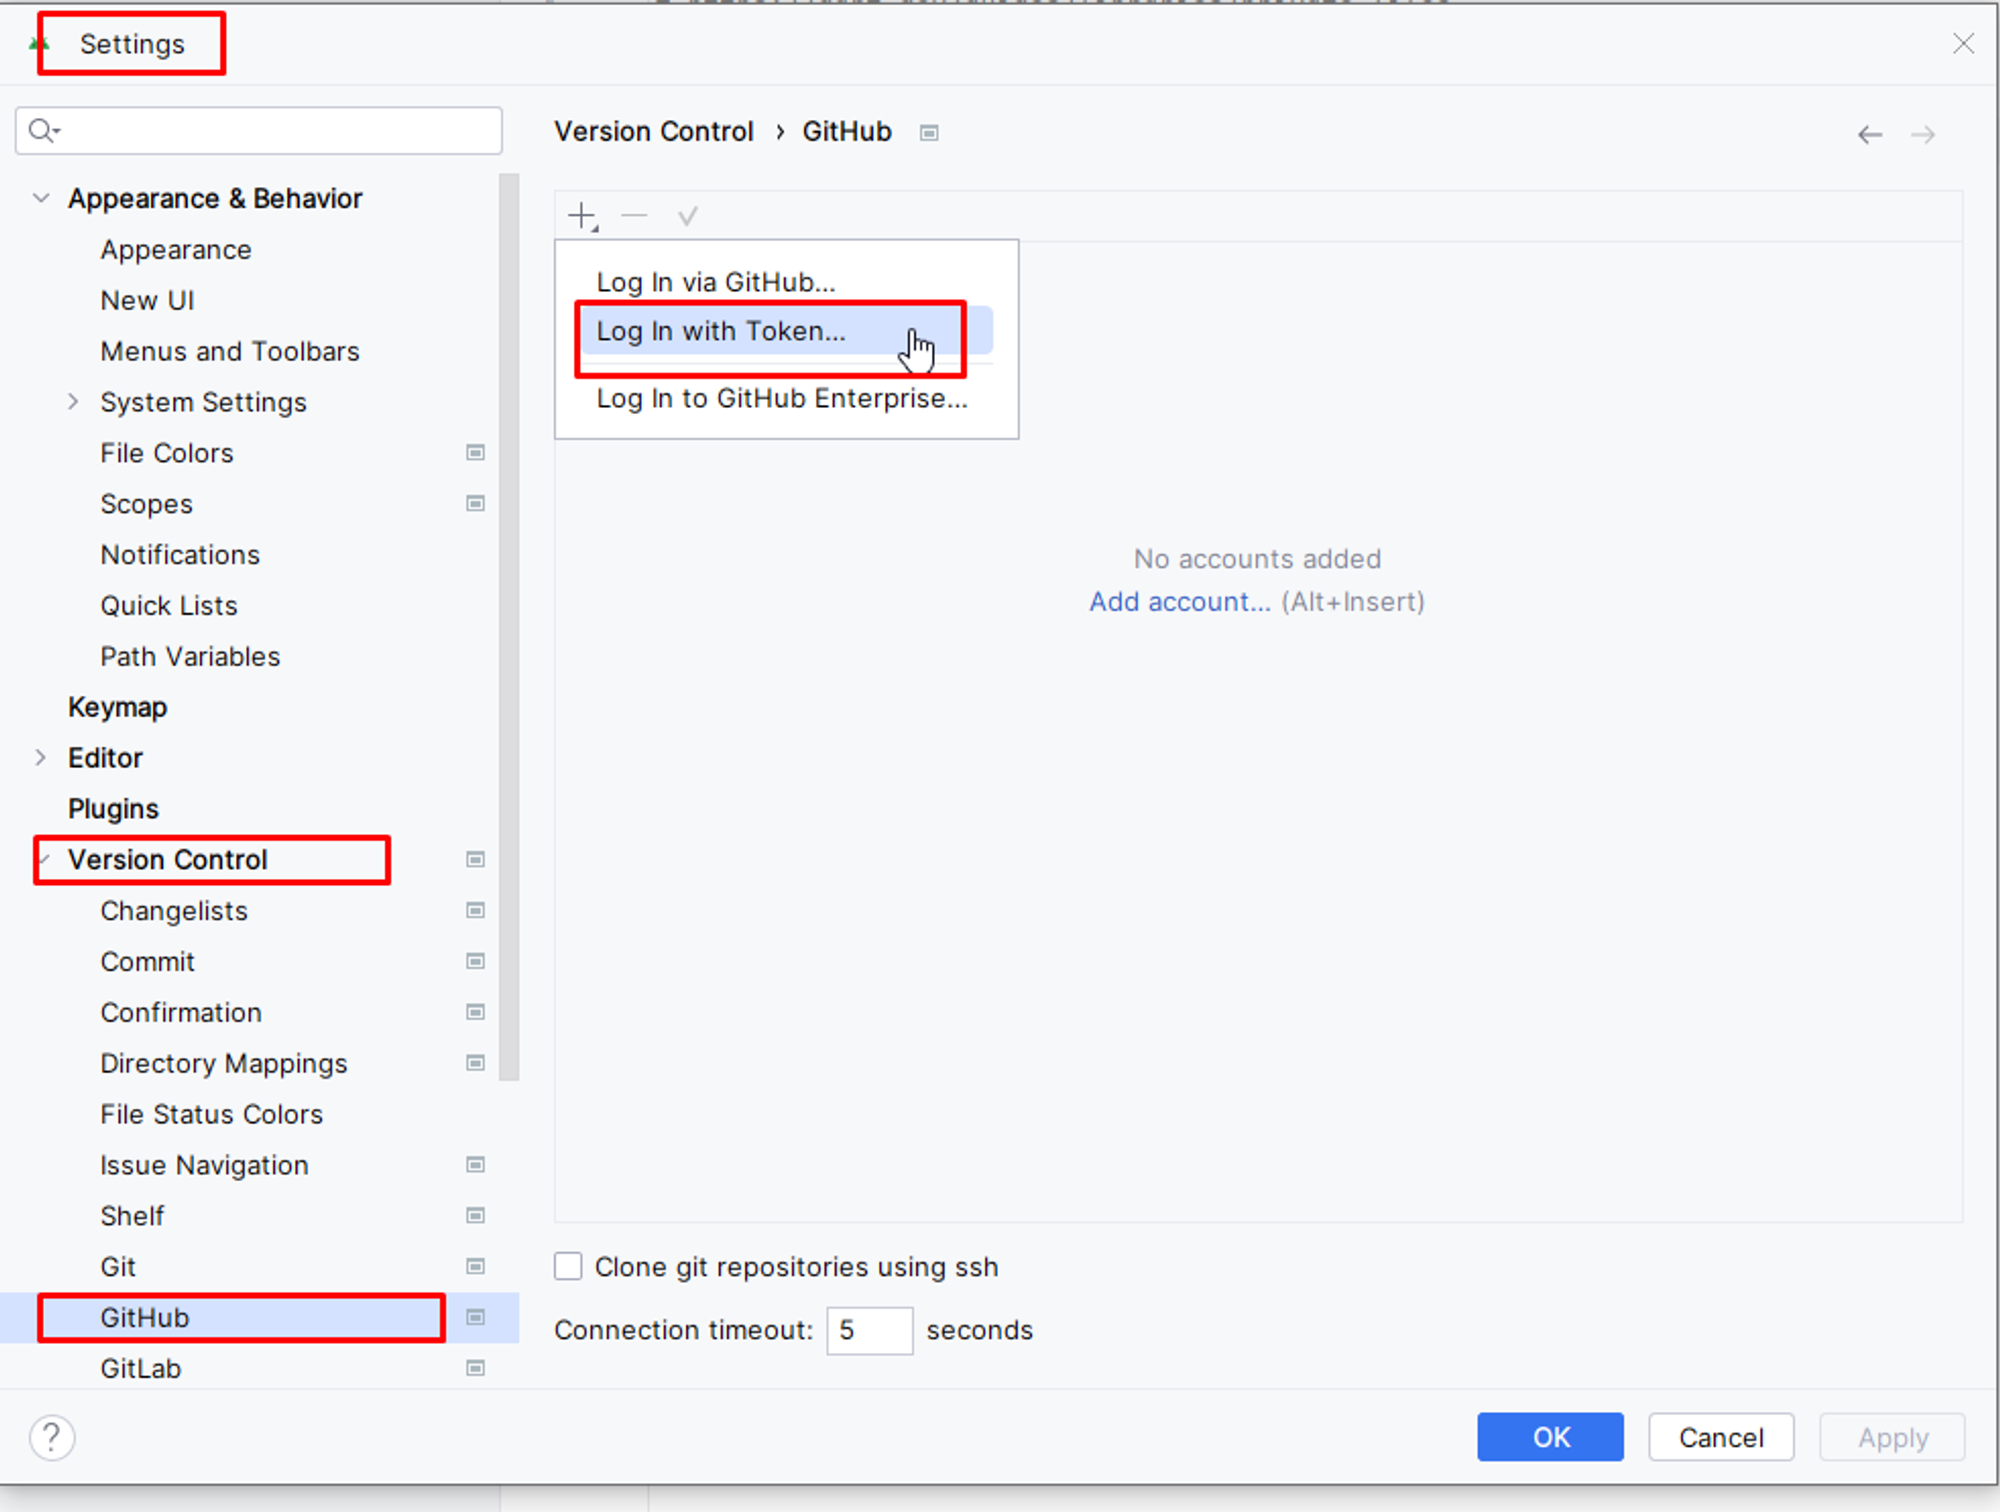 Settings
Version Control › GitHub
Appearance & Behavior
Appearance
New UI
Menus and Toolbars
System Settings
File Colors
Scopes
Notifications
Quick Lists
Path Variables
Keymap
Editor
Plugins
Version Control
Changelists
Commit
Confirmation
Directory Mappings
File Status Colors
Issue Navigation
Shelf
Git
GitHub
GitLab
Log In via GitHub...
Log In with Token...
Log In to GitHub Enterprise...
No accounts added
Add account... (Alt+Insert)
Clone git repositories using ssh
Connection timeout: 5 seconds
?
OK
Cancel
Apply